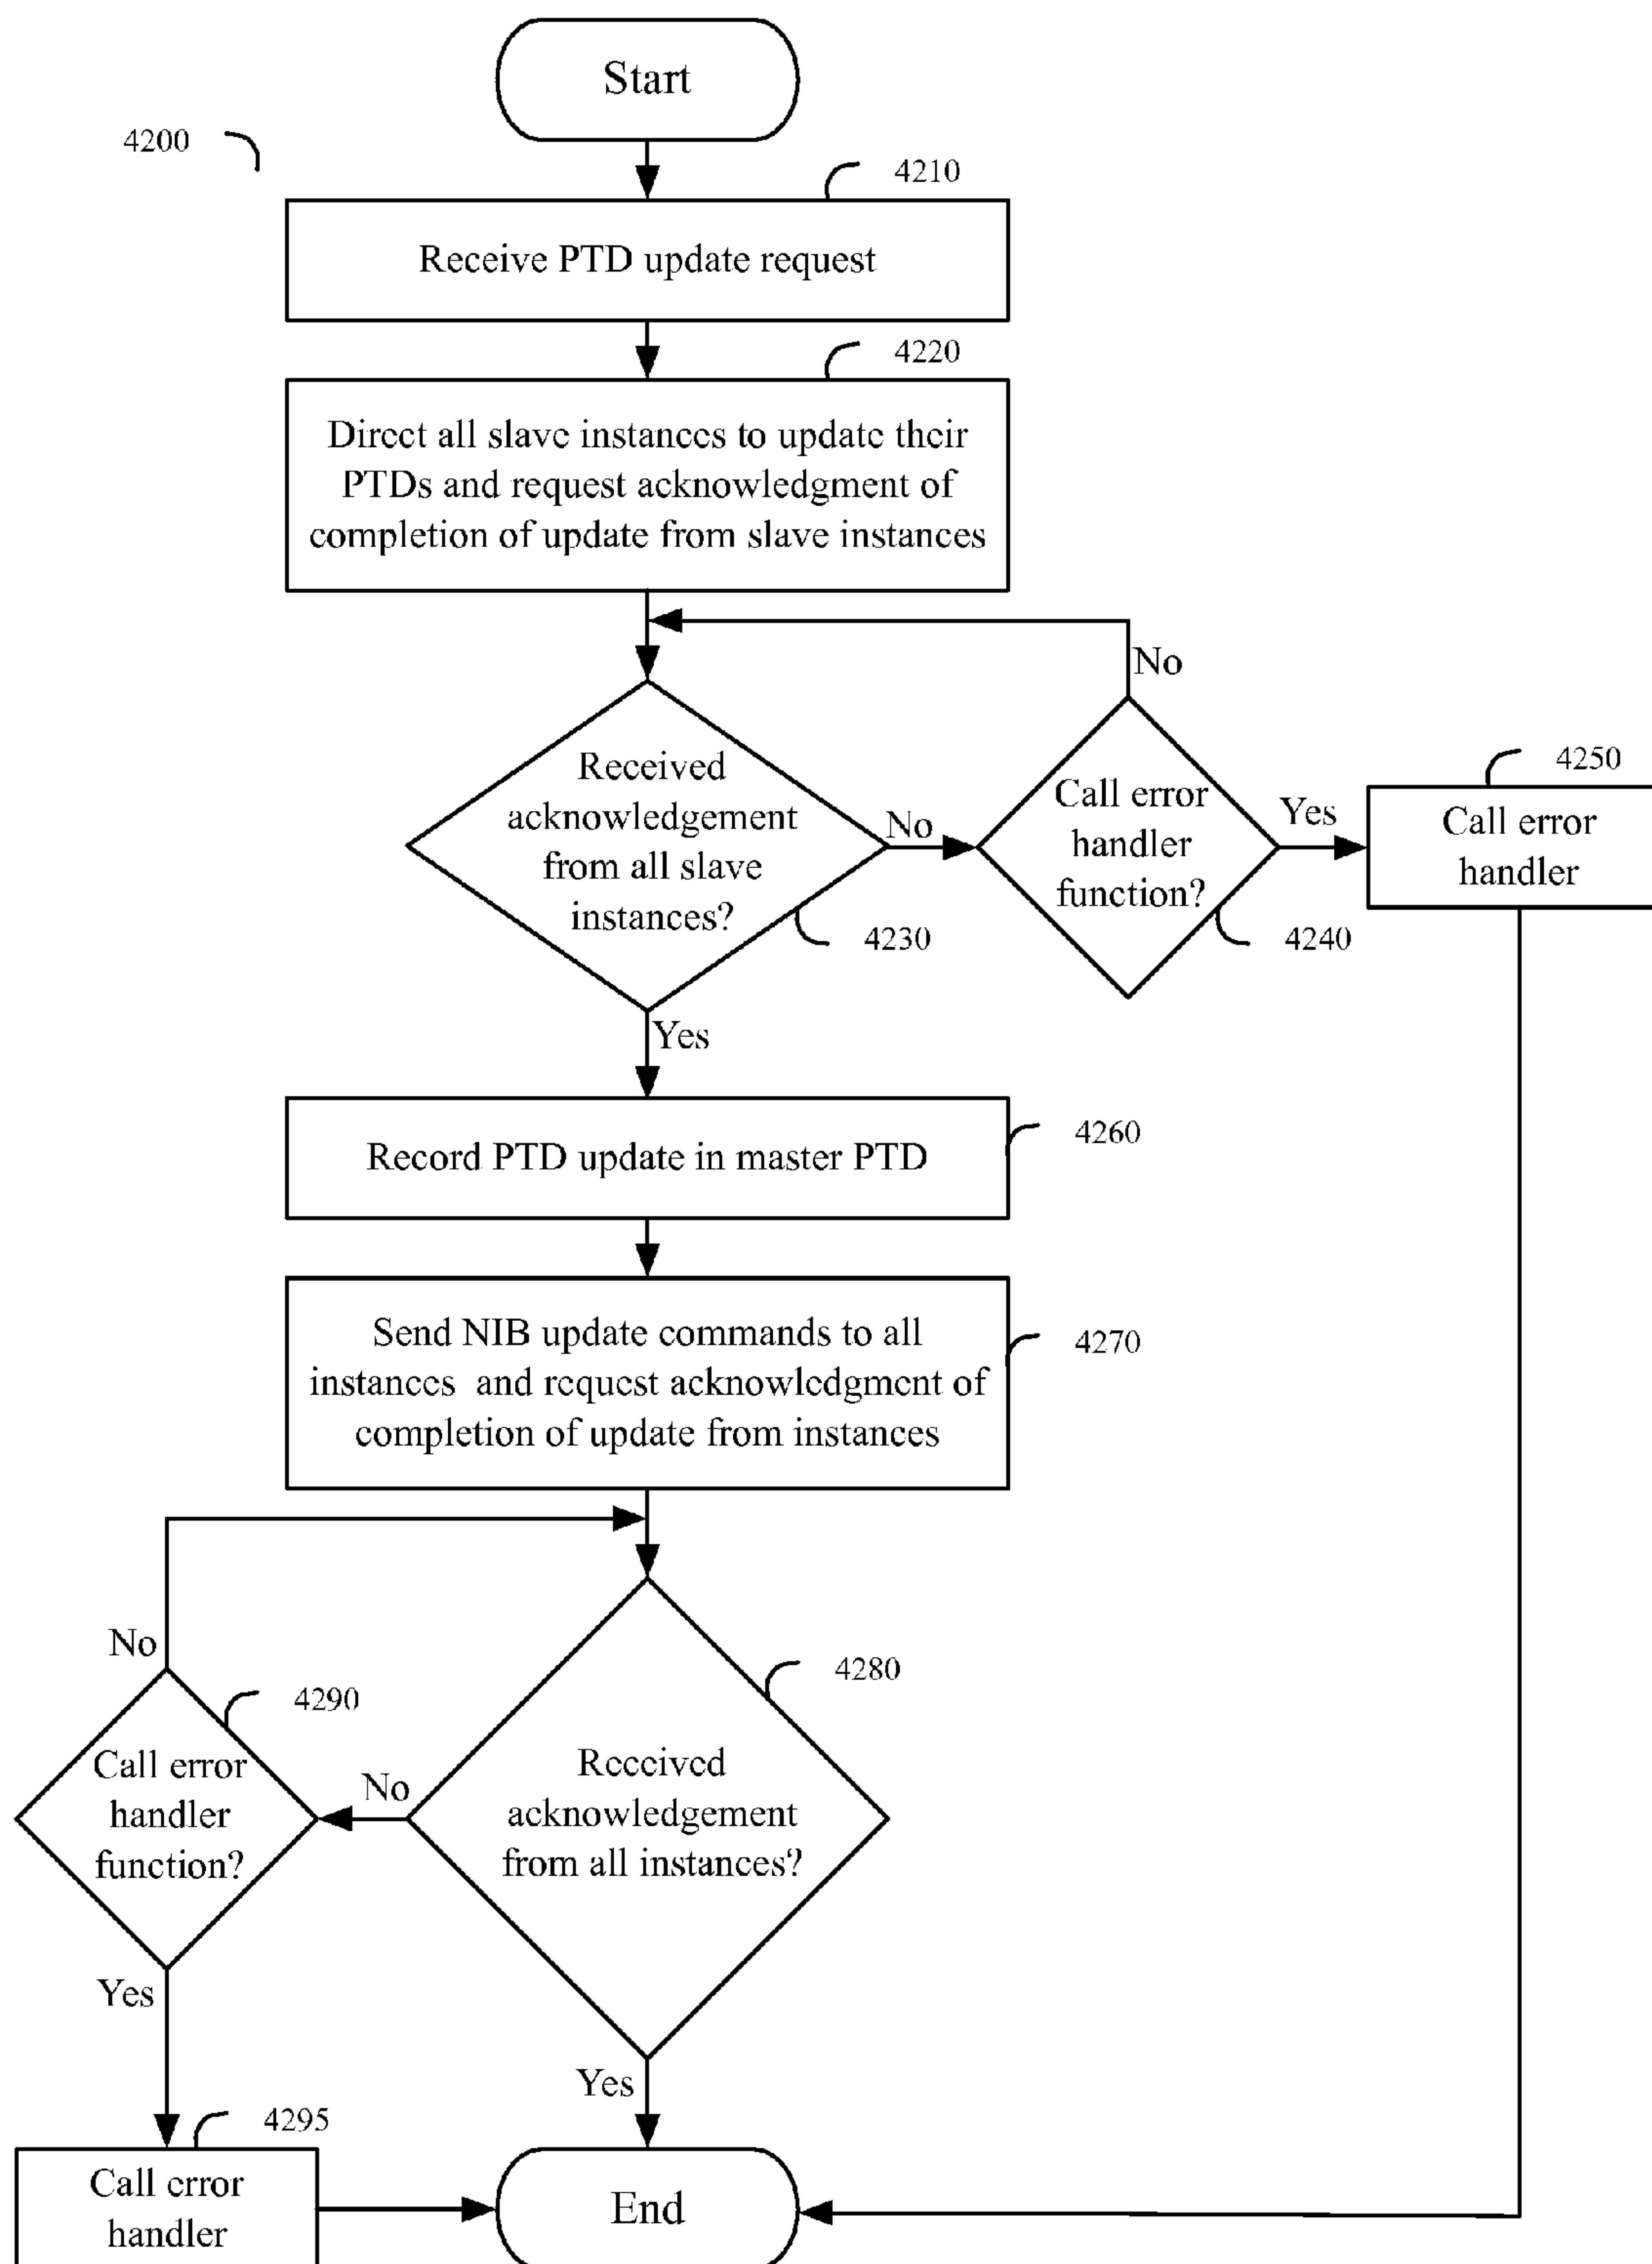 Start
4200
4210
Receive PTD update request
4220
Direct all slave instances to update their
PTDs and request acknowledgment of
completion of update from slave instances
No
Received
acknowledgement
from all slave
instances?
4230
No
Call error
handler
function?
4240
Yes
4250
Call error
handler
Yes
Record PTD update in master PTD
4260
Send NIB update commands to all
instances and request acknowledgment of
completion of update from instances
4270
No
4290
Call error
handler
function?
No
4280
Received
acknowledgement
from all instances?
Yes
Yes
4295
Call error
handler
End